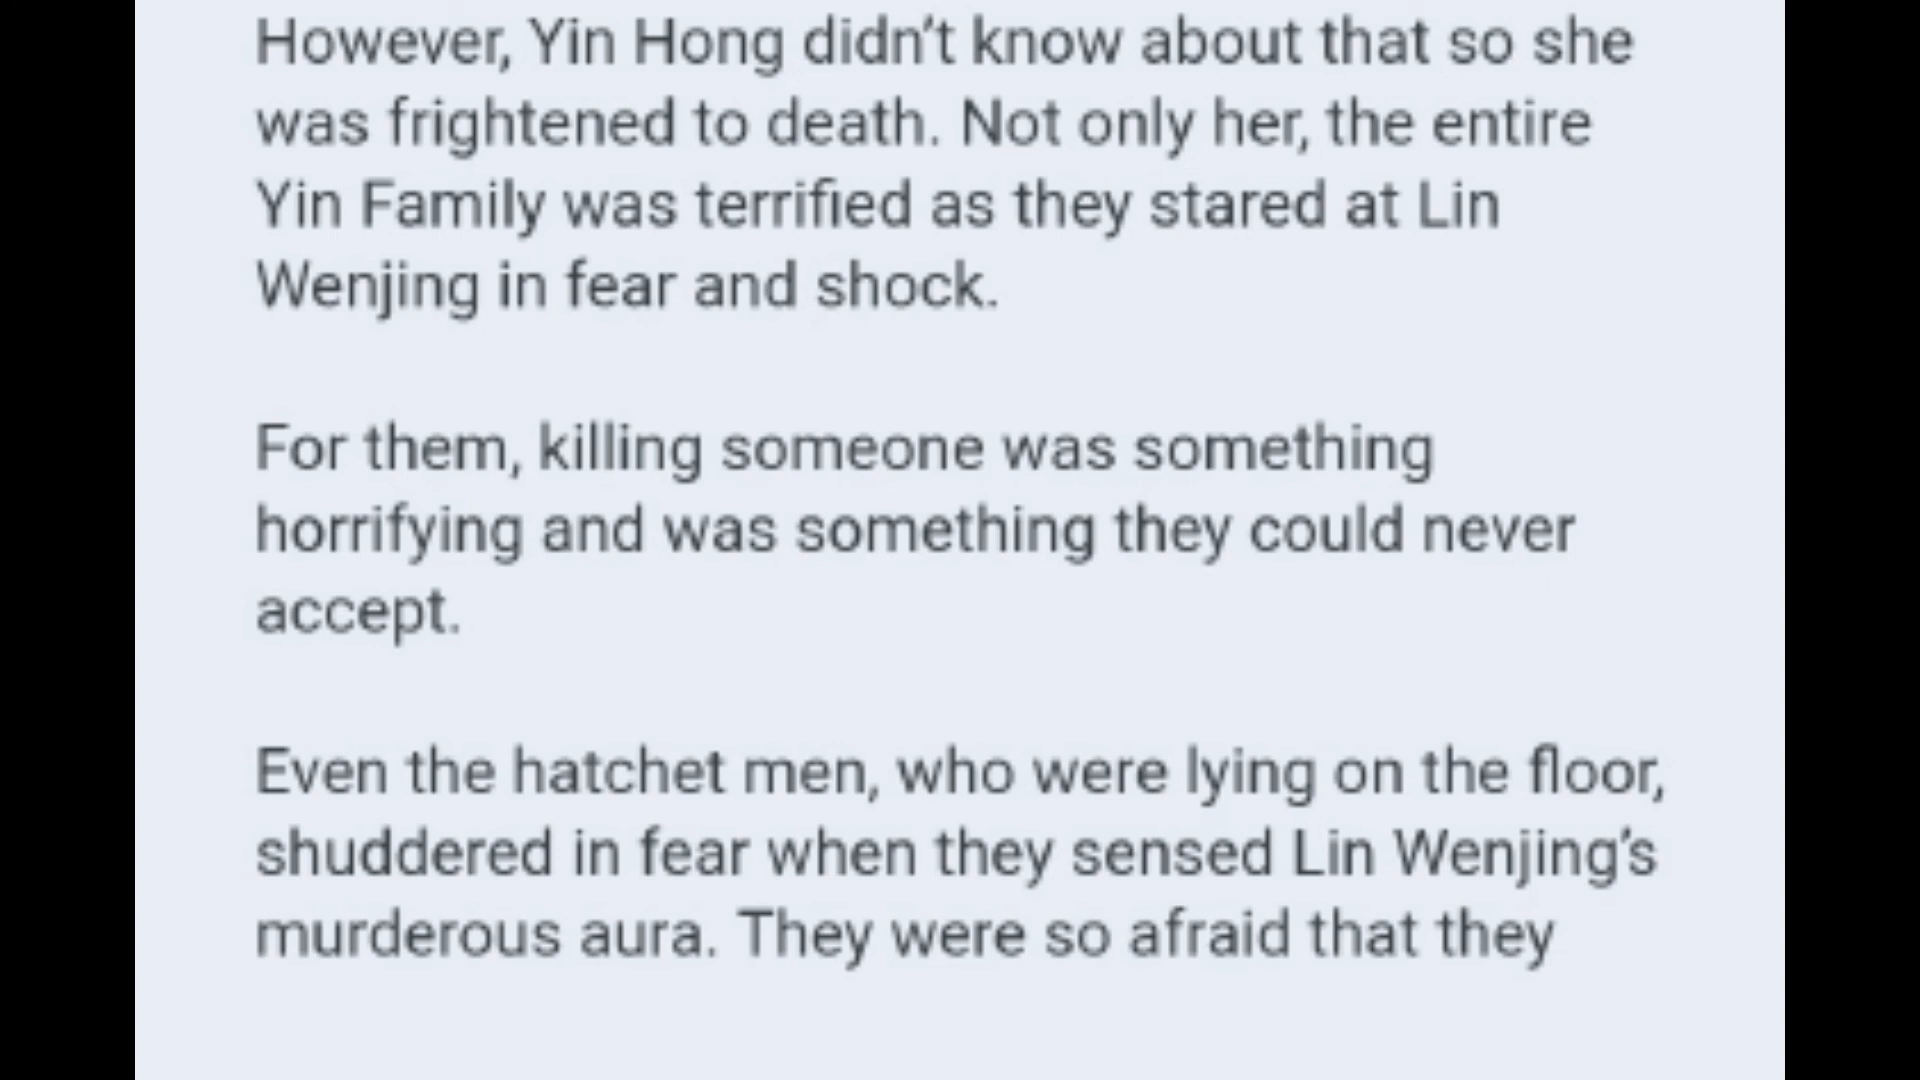 However, Yin Hong didn’t know about that so she
was frightened to death. Not only her, the entire
Yin Family was terrified as they stared at Lin
Wenjing in fear and shock.
For them, killing someone was something
horrifying and was something they could never
accept.
Even the hatchet men, who were lying on the floor,
shuddered in fear when they sensed Lin Wenjing’s
murderous aura. They were so afraid that they